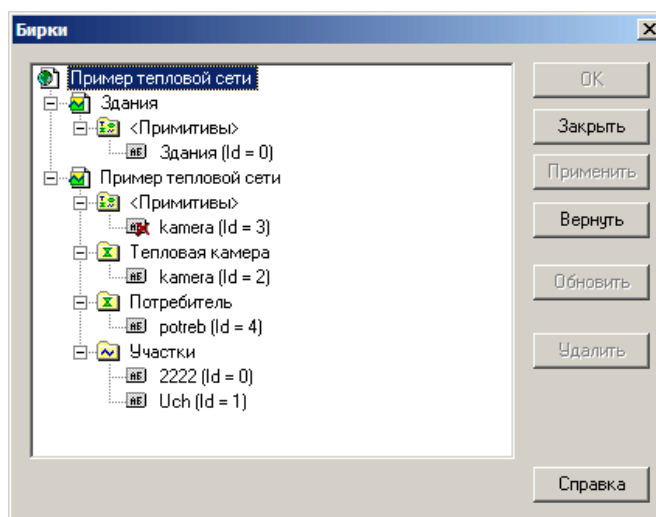 Бирки
Пример тепловой сети
Здания
<Примитивы>
Здания (Id = 0)
Пример тепловой сети
<Примитивы>
kamera (Id = 3)
Тепловая камера
kamera (Id = 2)
Потребитель
potreb (Id = 4)
Участки
2222 (Id = 0)
Uch (Id = 1)
OK
Закрыть
Применить
Вернуть
Обновить
Удалить
Справка